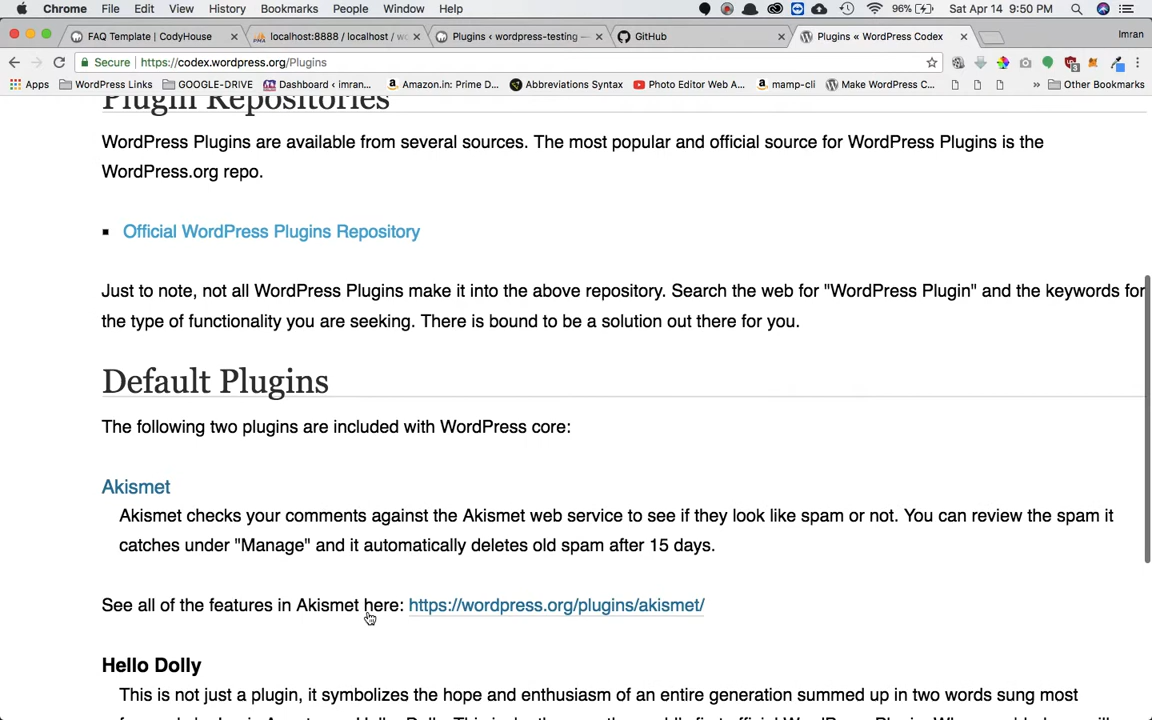 Chrome File Edit View History Bookmarks People Window Help 96% Sat Apr 14 9:50 PM
FAQ Template | CodyHouse localhost:8888 / localhost / wo Plugins ‹ wordpress-testing — GitHub Plugins « WordPress Codex Imran
Secure https://codex.wordpress.org/Plugins
Apps WordPress Links GOOGLE-DRIVE Dashboard ‹ imran... Amazon.in: Prime D... Abbreviations Syntax Photo Editor Web A... mamp-cli Make WordPress C... » Other Bookmarks
Plugin Repositories
WordPress Plugins are available from several sources. The most popular and official source for WordPress Plugins is the
WordPress.org repo.
Official WordPress Plugins Repository
Just to note, not all WordPress Plugins make it into the above repository. Search the web for "WordPress Plugin" and the keywords for
the type of functionality you are seeking. There is bound to be a solution out there for you.
Default Plugins
The following two plugins are included with WordPress core:
Akismet
Akismet checks your comments against the Akismet web service to see if they look like spam or not. You can review the spam it
catches under "Manage" and it automatically deletes old spam after 15 days.
See all of the features in Akismet here: https://wordpress.org/plugins/akismet/
Hello Dolly
This is not just a plugin, it symbolizes the hope and enthusiasm of an entire generation summed up in two words sung most